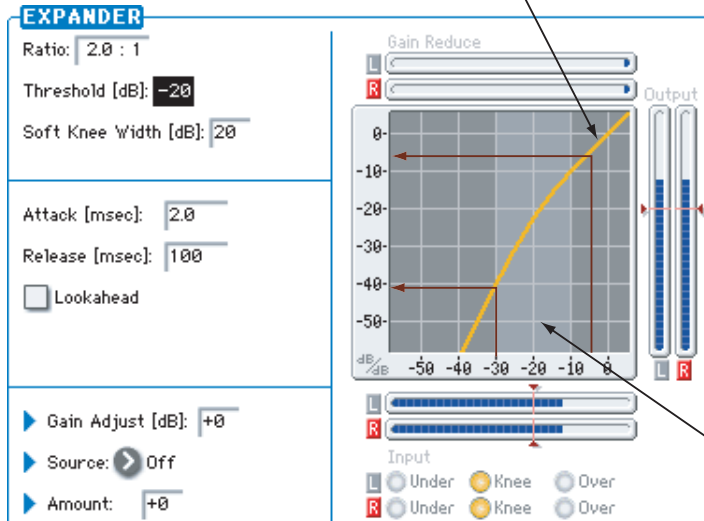 EXPANDER
Ratio: 2.0 : 1
Threshold [dB]: -20
Soft Knee Width [dB]: 20
Attack [msec]: 2.0
Release [msec]: 100
Lookahead
Gain Adjust [dB]: +0
Source: Off
Amount: +0
Gain Reduce
L
R
Output
0-
-10-
-20-
-30-
-40-
-50-
dB/dB -50 -40 -30 -20 -10 0
L R
L
R
Input
L Under Knee Over
R Under Knee Over